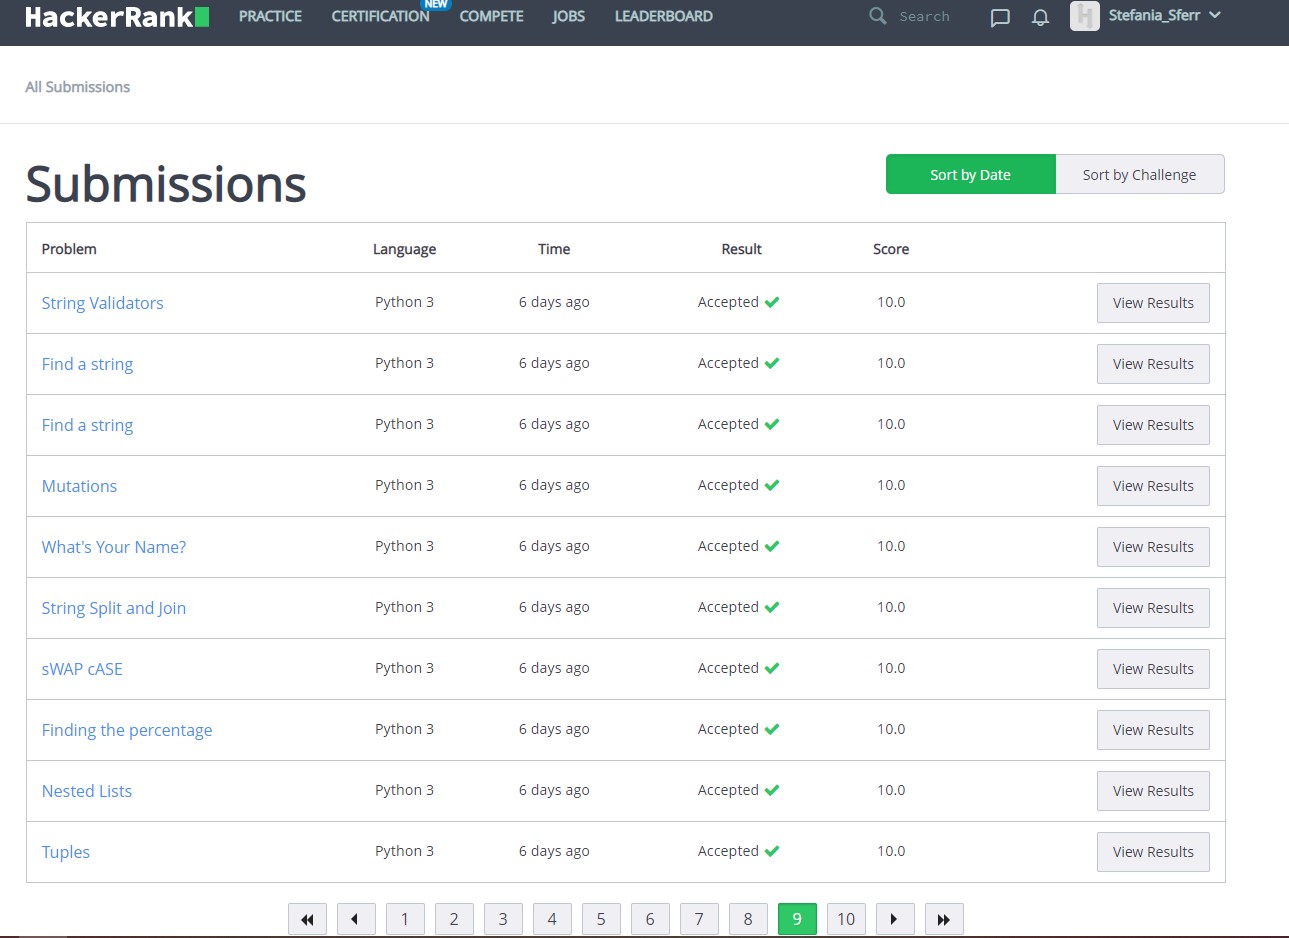 HackerRank PRACTICE CERTIFICATION NEW COMPETE JOBS LEADERBOARD Search Stefania_Sferr
All Submissions
Submissions Sort by Date Sort by Challenge
Problem Language Time Result Score
String Validators Python 3 6 days ago Accepted 10.0 View Results
Find a string Python 3 6 days ago Accepted 10.0 View Results
Find a string Python 3 6 days ago Accepted 10.0 View Results
Mutations Python 3 6 days ago Accepted 10.0 View Results
What's Your Name? Python 3 6 days ago Accepted 10.0 View Results
String Split and Join Python 3 6 days ago Accepted 10.0 View Results
sWAP cASE Python 3 6 days ago Accepted 10.0 View Results
Finding the percentage Python 3 6 days ago Accepted 10.0 View Results
Nested Lists Python 3 6 days ago Accepted 10.0 View Results
Tuples Python 3 6 days ago Accepted 10.0 View Results
1 2 3 4 5 6 7 8 9 10